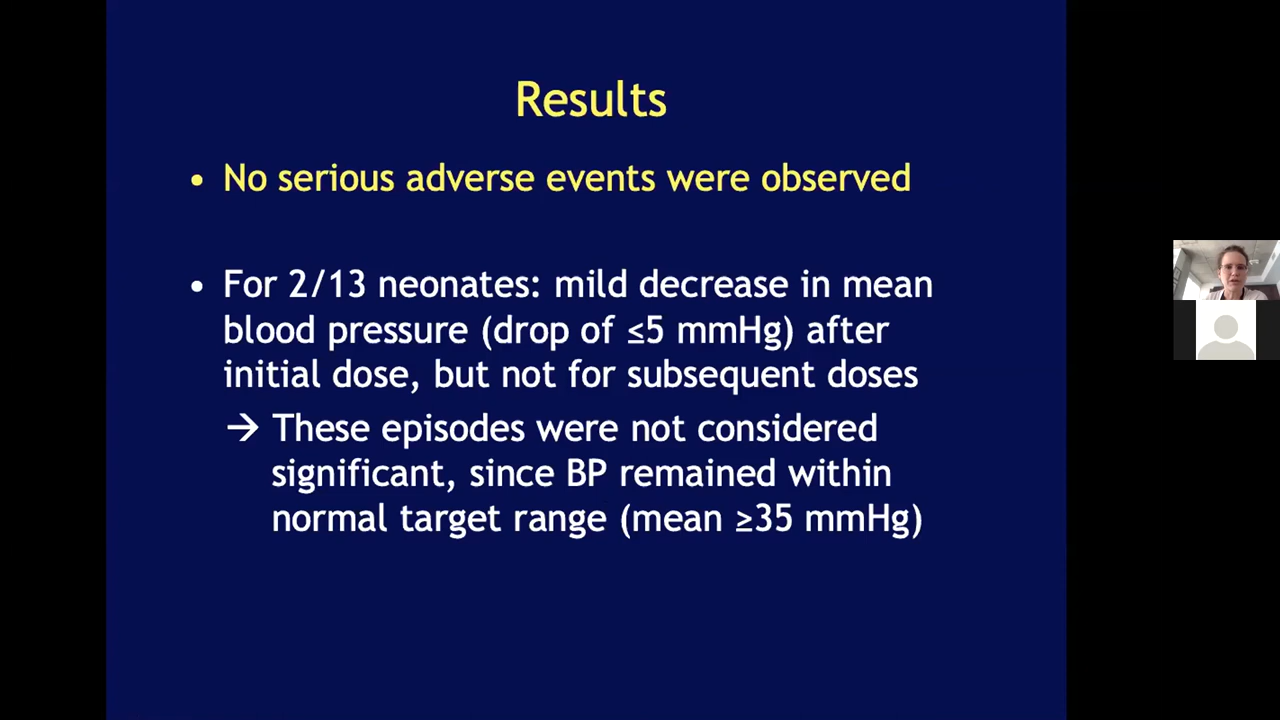 Results
• No serious adverse events were observed
• For 2/13 neonates: mild decrease in mean
blood pressure (drop of ≤5 mmHg) after
initial dose, but not for subsequent doses
→ These episodes were not considered
significant, since BP remained within
normal target range (mean ≥35 mmHg)